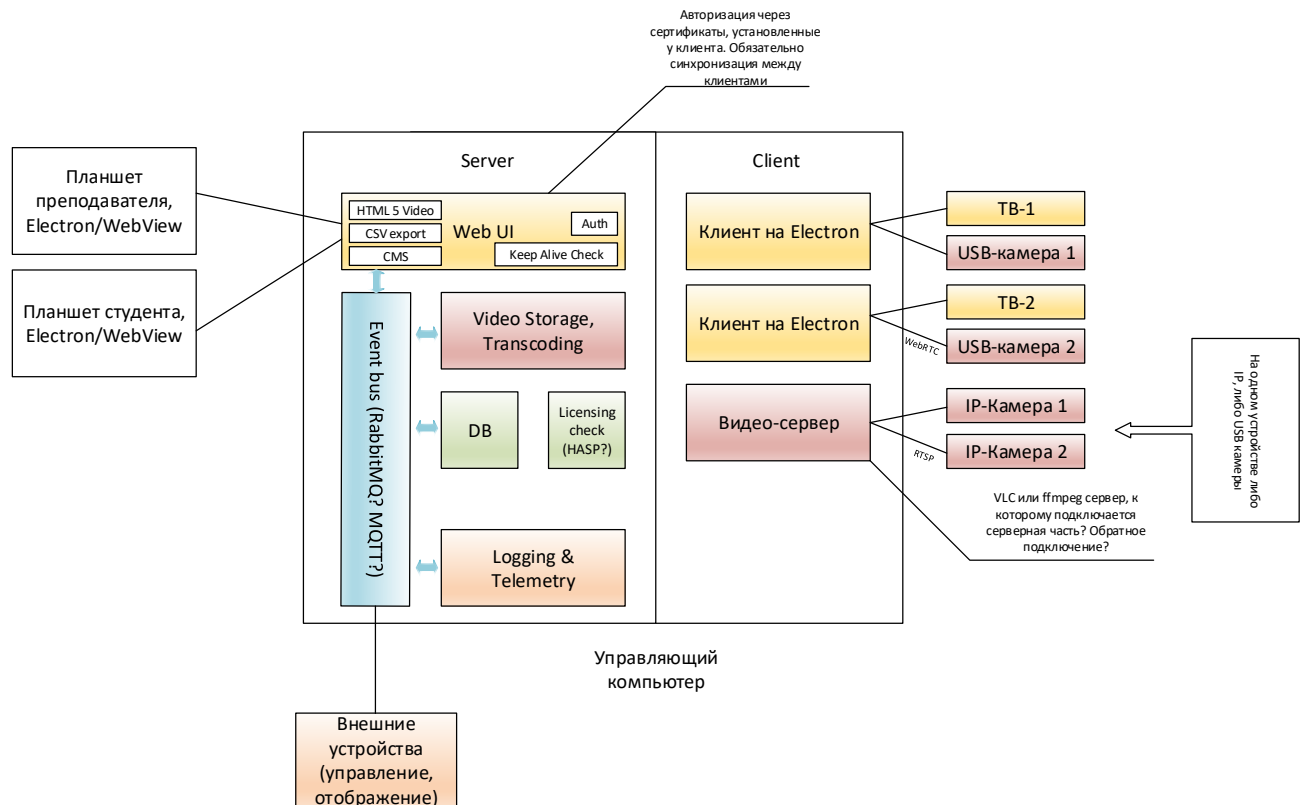 Авторизация через
сертификаты, установленные
у клиента. Обязательно
синхронизация между
клиентами
Планшет
преподавателя,
Electron/WebView
Планшет студента,
Electron/WebView
Server
HTML 5 Video
CSV export
CMS
Web UI
Auth
Keep Alive Check
Event bus (RabbitMQ? MQTT?)
Video Storage,
Transcoding
DB
Licensing
check
(HASP?)
Logging &
Telemetry
Client
Клиент на Electron
ТВ-1
USB-камера 1
Клиент на Electron
ТВ-2
WebRTC
USB-камера 2
Видео-сервер
IP-Камера 1
RTSP
IP-Камера 2
На одном устройстве либо
IP, либо USB камеры
VLC или ffmpeg сервер, к
которому подключается
серверная часть? Обратное
подключение?
Управляющий
компьютер
Внешние
устройства
(управление,
отображение)